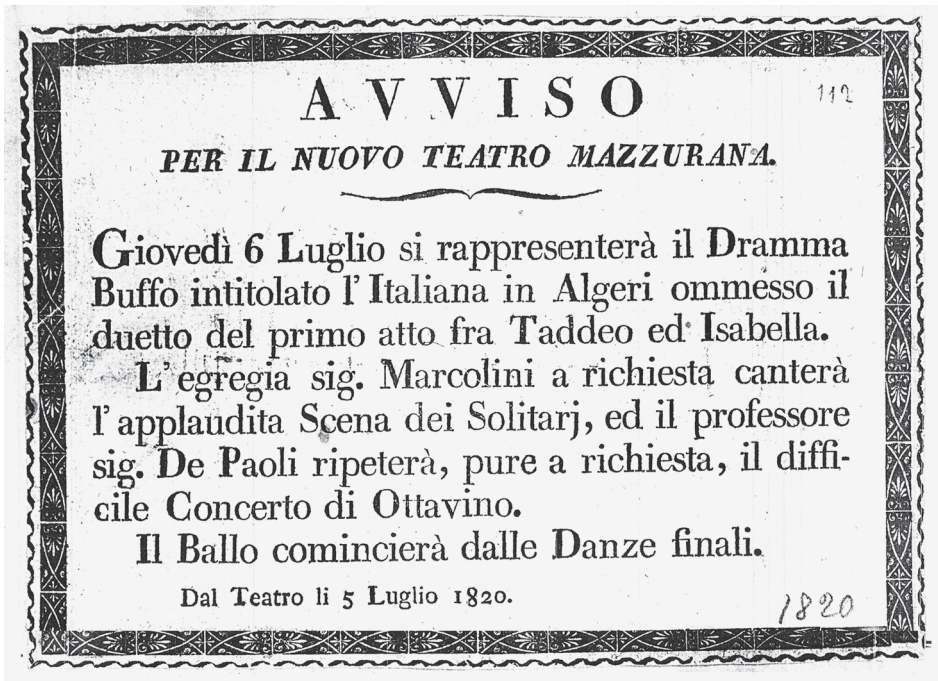 AVVISO
112
PER IL NUOVO TEATRO MAZZURANA.
Giovedì 6 Luglio si rappresenterà il Dramma
Buffo intitolato l'Italiana in Algeri ommesso il
duetto del primo atto fra Taddeo ed Isabella.
L'egregia sig. Marcolini a richiesta canterà
l'applaudita Scena dei Solitarj, ed il professore
sig. De Paoli ripeterà, pure a richiesta, il diffi-
cile Concerto di Ottavino.
Il Ballo comincierà dalle Danze finali.
Dal Teatro li 5 Luglio 1820.
1820